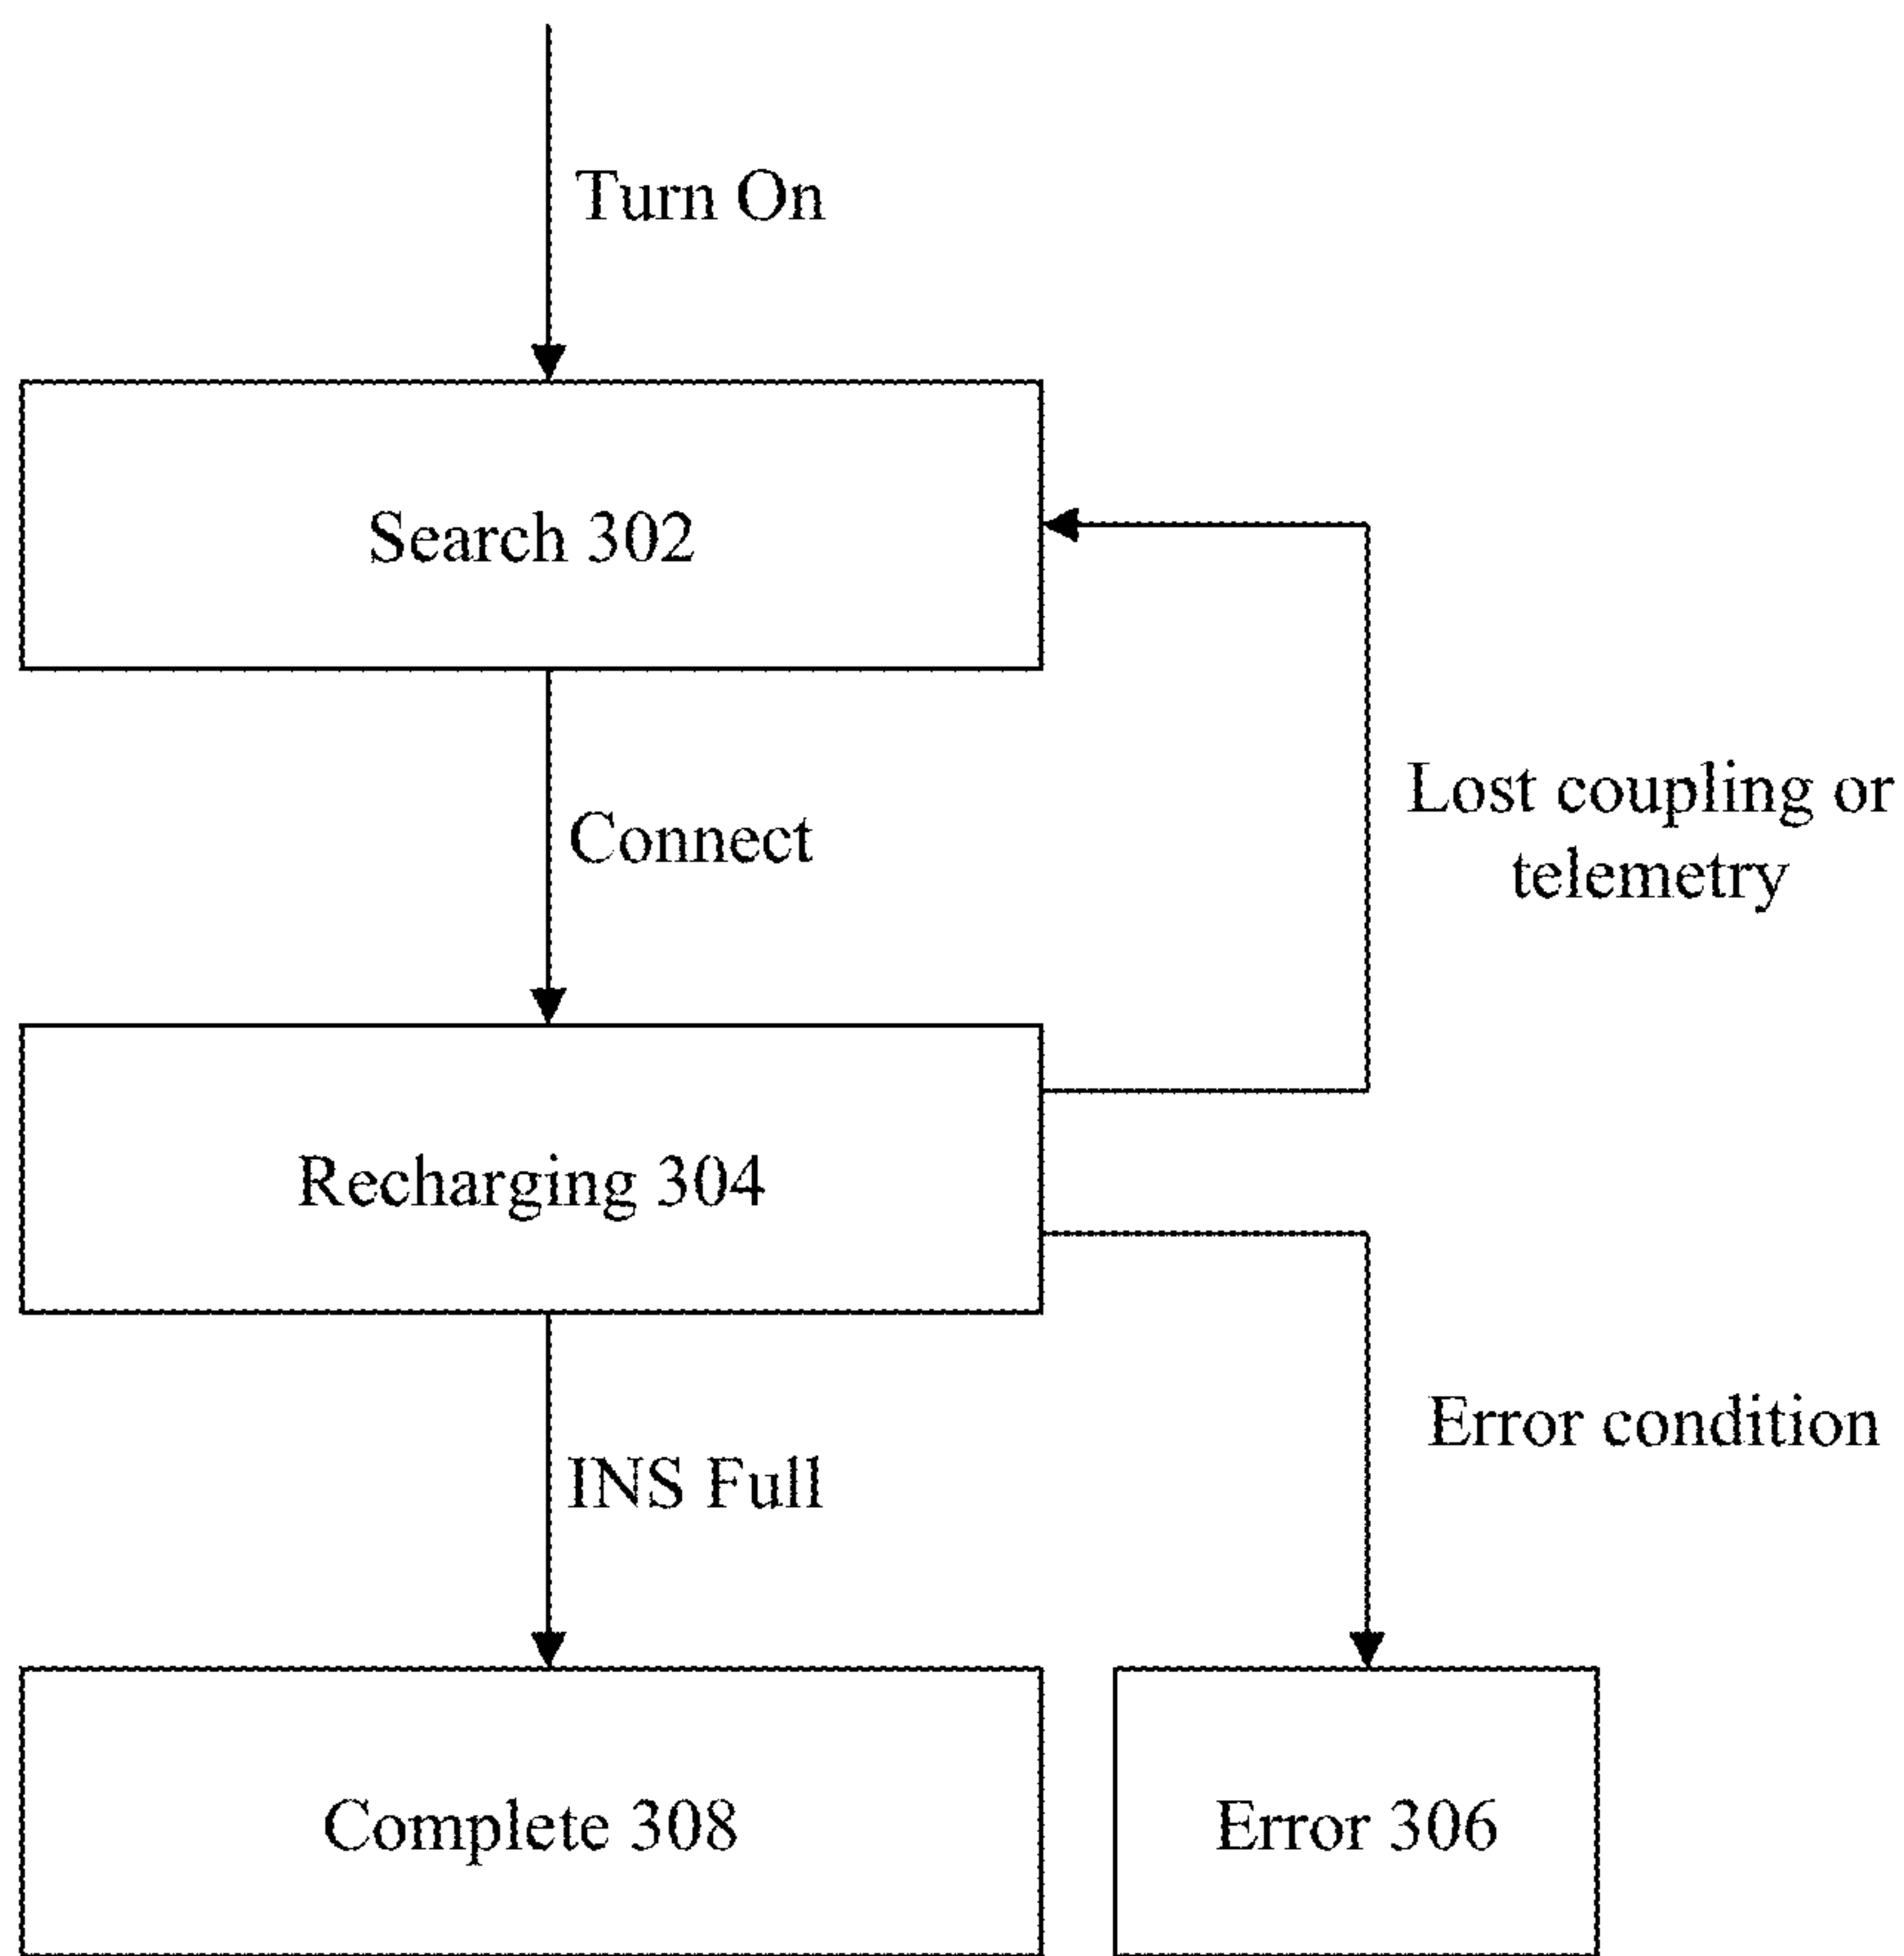 Turn On
Search 302
Connect
Lost coupling or
telemetry
Recharging 304
Error condition
INS Full
Complete 308
Error 306